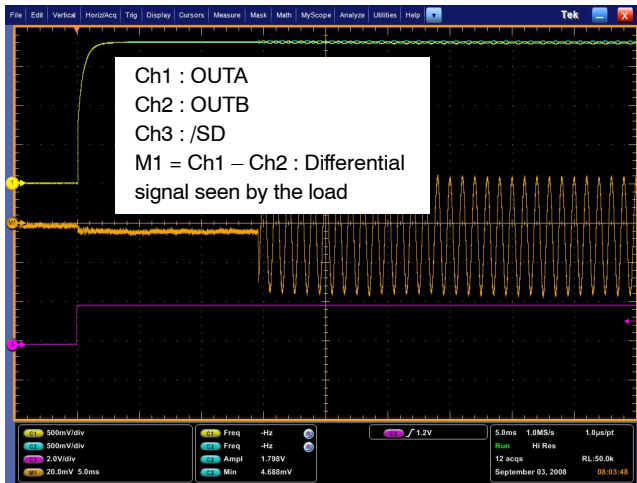 File Edit Vertical Horiz/Acq Trig Display Cursors Measure Mask Math MyScope Analyze Utilities Help Tek X
Ch1 : OUTA
Ch2 : OUTB
Ch3 : /SD
M1 = Ch1 – Ch2 : Differential
signal seen by the load
1
M1
3
C1 500mV/div
C2 500mV/div
C3 2.0V/div
M1 20.0mV 5.0ms
C1 Freq -Hz
C2 Freq -Hz
C2 Ampl 1.798V
C2 Min 4.688mV
C3 1.2V
5.0ms 1.0MS/s 1.0µs/pt
Run Hi Res
12 acqs RL:50.0k
September 03, 2008 08:03:48